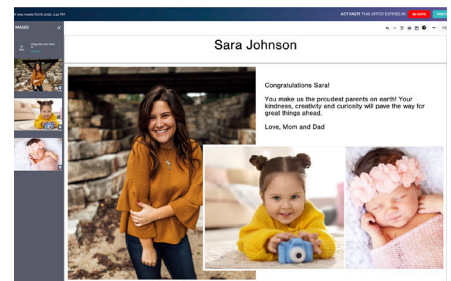 ACT FAST! THIS OFFER EXPIRES IN
IMAGES
Sara Johnson
Congratulations Sara!
You make us the proudest parents on earth! Your
kindness, creativity and curiosity will pave the way for
great things ahead.
Love, Mom and Dad